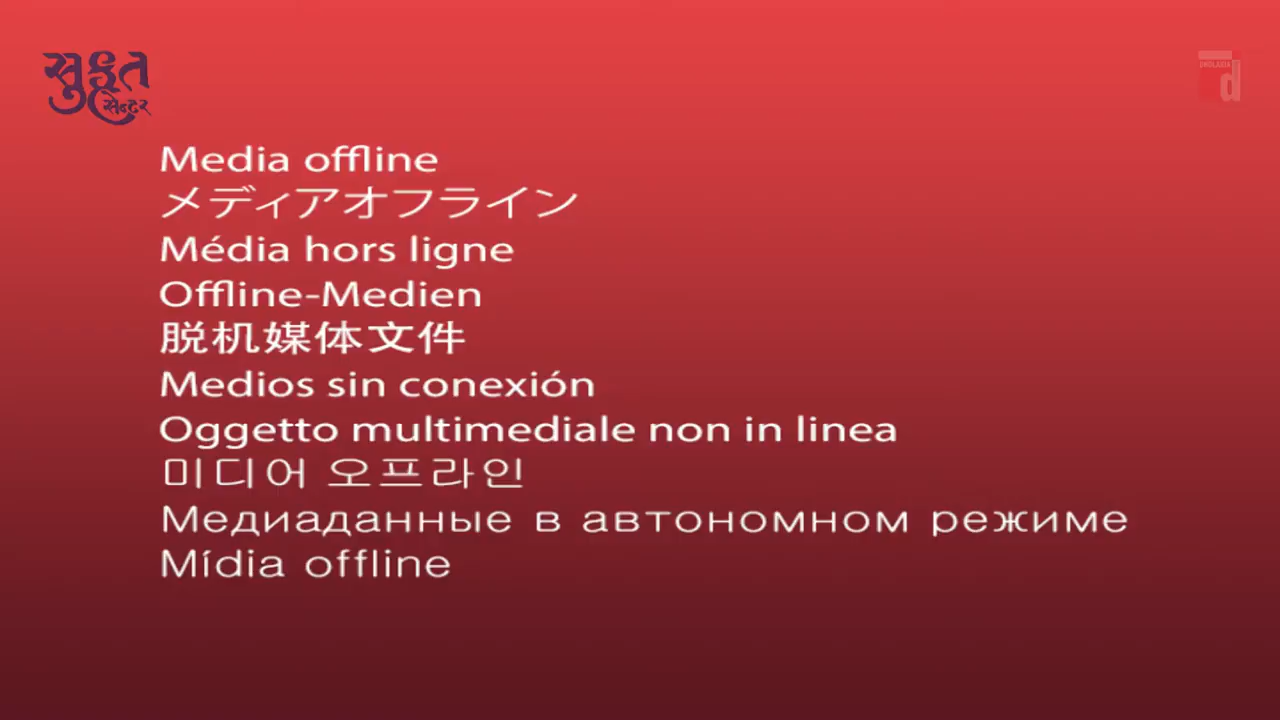 સુકૃત
સેન્ટર
Media offline
メディアオフライン
Média hors ligne
Offline-Medien
脱机媒体文件
Medios sin conexión
Oggetto multimediale non in linea
미디어 오프라인
Медиаданные в автономном режиме
Mídia offline